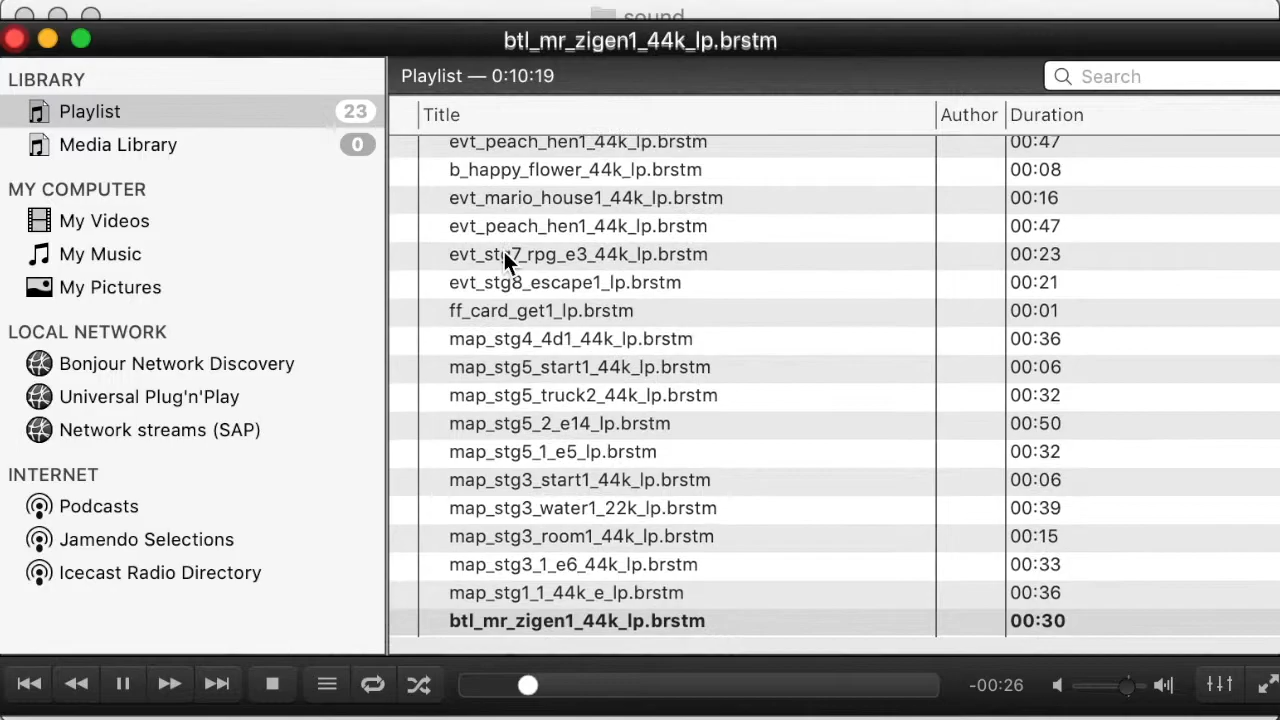 sound
btl_mr_zigen1_44k_lp.brstm
LIBRARY
Playlist 23
Media Library 0
MY COMPUTER
My Videos
My Music
My Pictures
LOCAL NETWORK
Bonjour Network Discovery
Universal Plug'n'Play
Network streams (SAP)
INTERNET
Podcasts
Jamendo Selections
Icecast Radio Directory
Playlist — 0:10:19
Search
Title Author Duration
evt_peach_hen1_44k_lp.brstm 00:47
b_happy_flower_44k_lp.brstm 00:08
evt_mario_house1_44k_lp.brstm 00:16
evt_peach_hen1_44k_lp.brstm 00:47
evt_stg7_rpg_e3_44k_lp.brstm 00:23
evt_stg8_escape1_lp.brstm 00:21
ff_card_get1_lp.brstm 00:01
map_stg4_4d1_44k_lp.brstm 00:36
map_stg5_start1_44k_lp.brstm 00:06
map_stg5_truck2_44k_lp.brstm 00:32
map_stg5_2_e14_lp.brstm 00:50
map_stg5_1_e5_lp.brstm 00:32
map_stg3_start1_44k_lp.brstm 00:06
map_stg3_water1_22k_lp.brstm 00:39
map_stg3_room1_44k_lp.brstm 00:15
map_stg3_1_e6_44k_lp.brstm 00:33
map_stg1_1_44k_e_lp.brstm 00:36
btl_mr_zigen1_44k_lp.brstm 00:30
-00:26